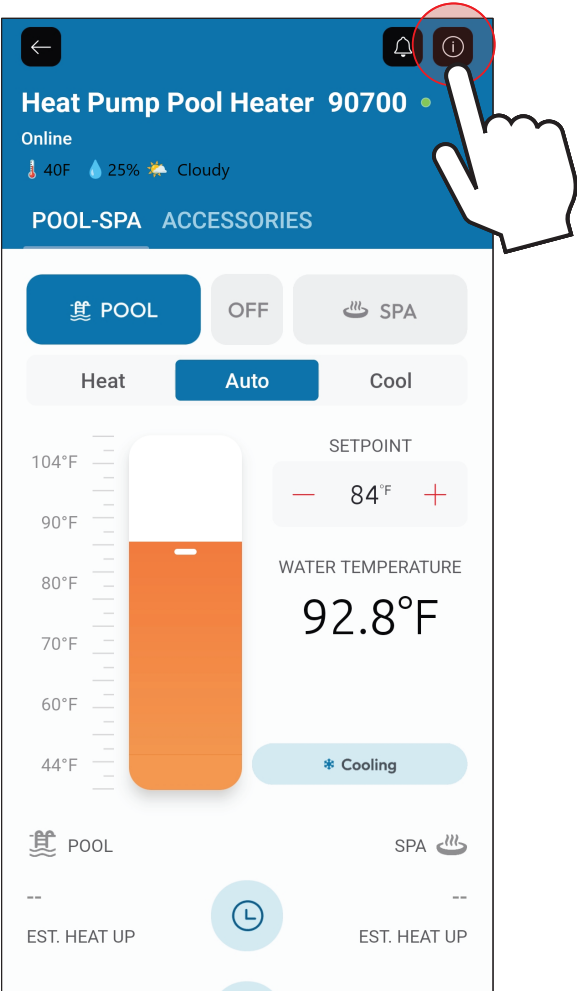 Heat Pump Pool Heater 90700
Online
40F 25% Cloudy
POOL-SPA ACCESSORIES
POOL OFF SPA
Heat Auto Cool
SETPOINT
104°F
84°F
90°F
WATER TEMPERATURE
80°F
92.8°F
70°F
60°F
44°F
Cooling
POOL SPA
-- --
EST. HEAT UP EST. HEAT UP